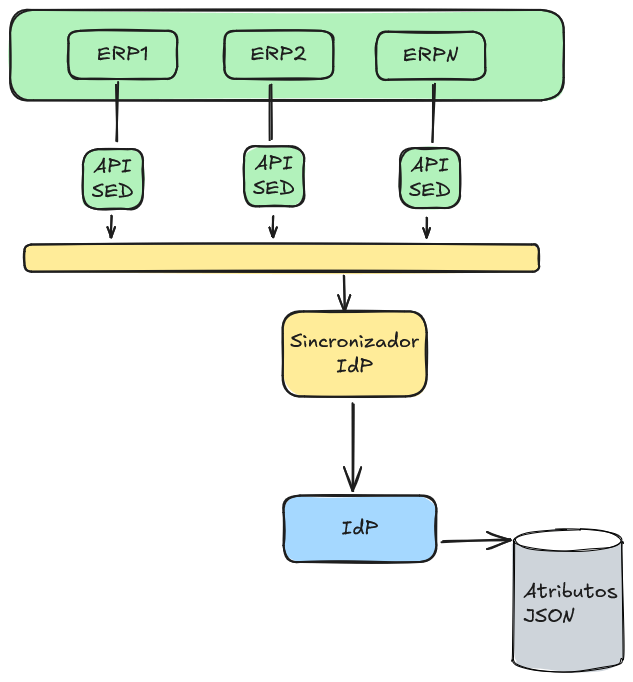 ERP1
ERP2
ERPN
API
SED
API
SED
API
SED
Sincronizador
IdP
IdP
Atributos
JSON